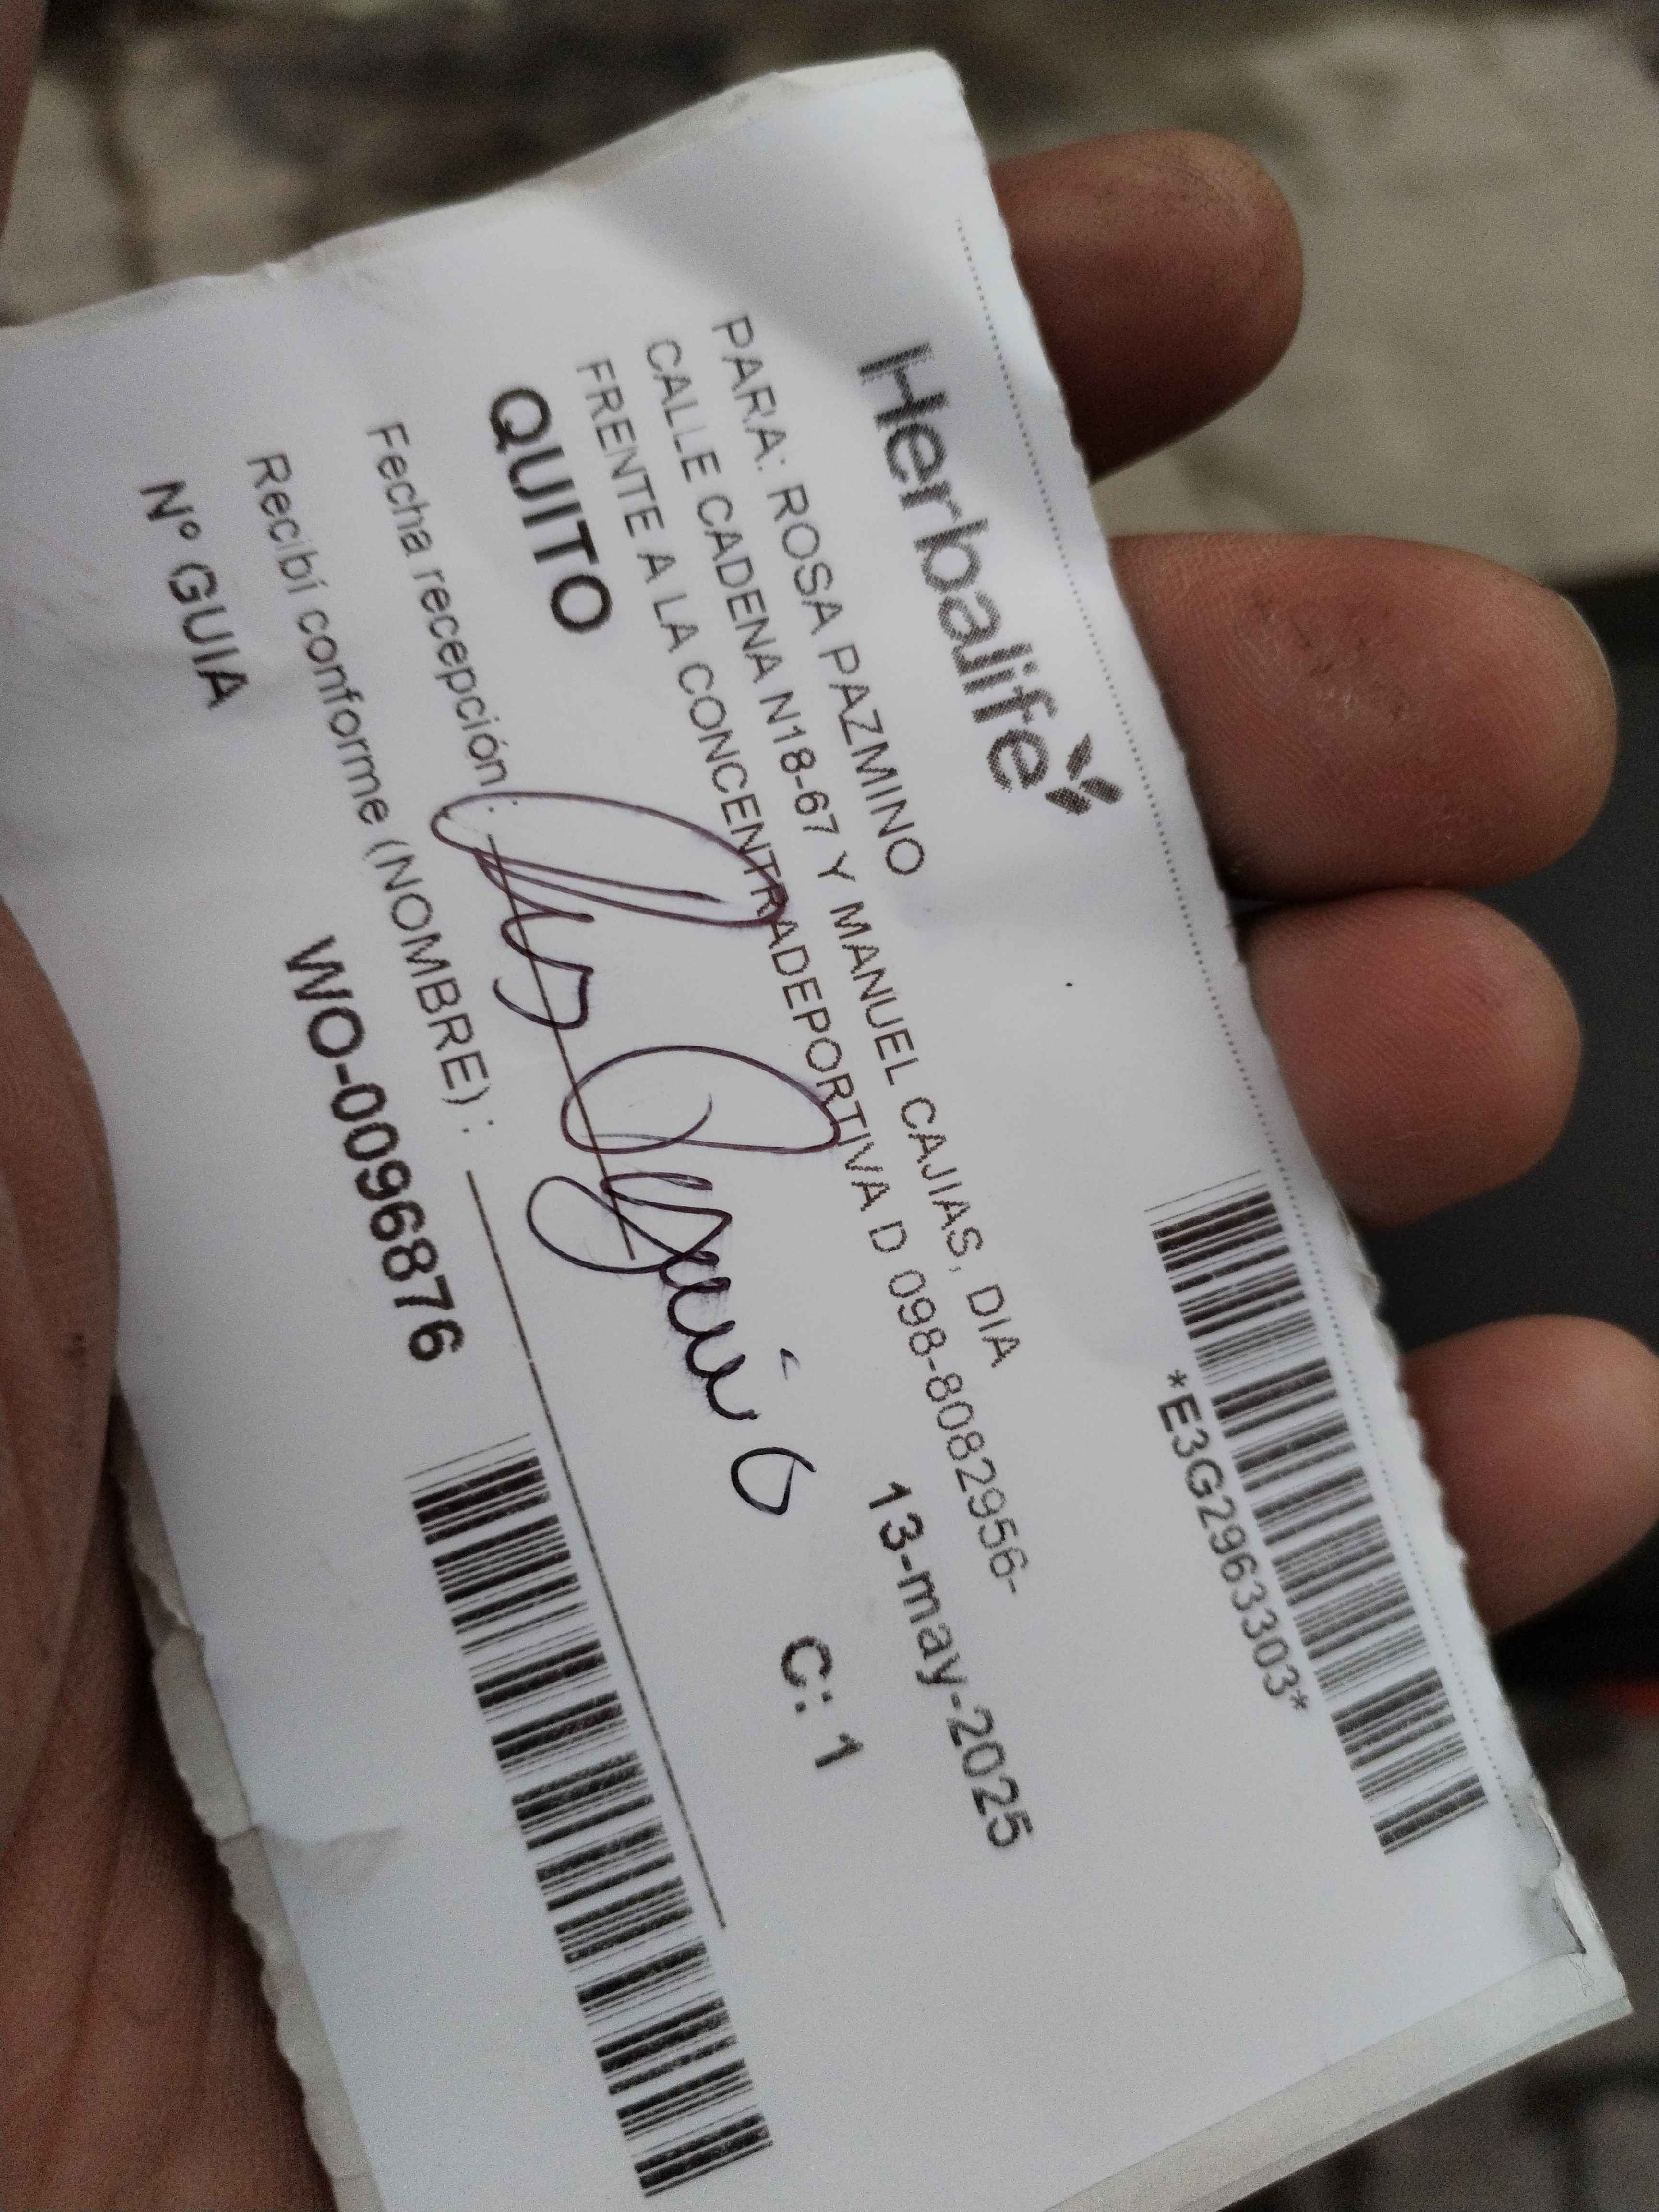 Herbalife
*E3G2963303*
PARA: ROSA PAZMINO
CALLE CADENA N18-67 Y MANUEL CAJIAS, DIA
FRENTE A LA CONCENTRADEPORTIVA D 098-8082956-
QUITO
13-may-2025
C: 1
Fecha recepción :
Recibí conforme (NOMBRE) :
Nº GUIA
WO-00968876